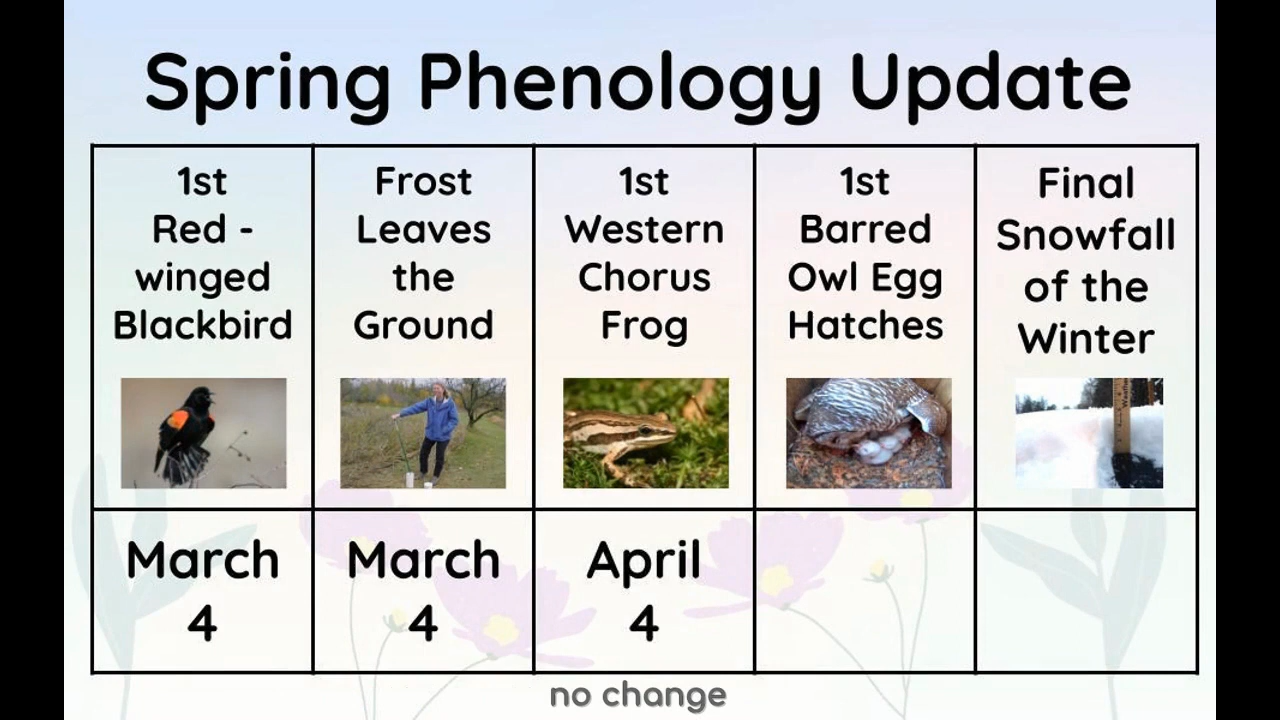 Spring Phenology Update
1st
Red -
winged
Blackbird
Frost
Leaves
the
Ground
1st
Western
Chorus
Frog
1st
Barred
Owl Egg
Hatches
Final
Snowfall
of the
Winter
March
4
March
4
April
4
no change